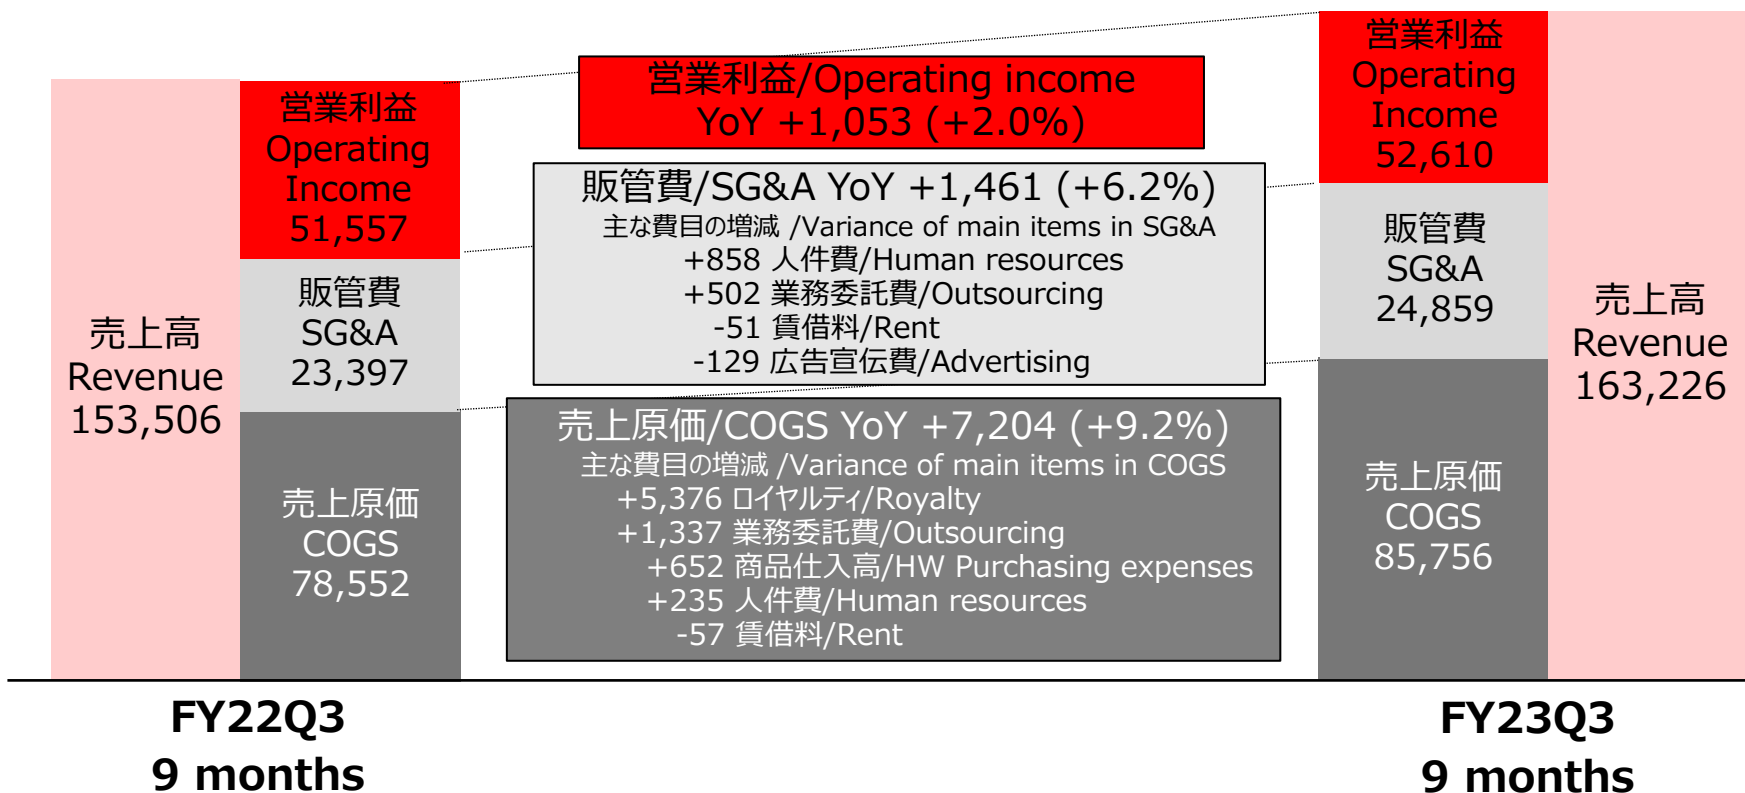 売上高
Revenue
153,506
営業利益
Operating
Income
51,557
販管費
SG&A
23,397
売上原価
COGS
78,552
営業利益/Operating income
YoY +1,053 (+2.0%)
販管費/SG&A YoY +1,461 (+6.2%)
主な費目の増減 /Variance of main items in SG&A
+858 人件費/Human resources
+502 業務委託費/Outsourcing
-51 賃借料/Rent
-129 広告宣伝費/Advertising
売上原価/COGS YoY +7,204 (+9.2%)
主な費目の増減 /Variance of main items in COGS
+5,376 ロイヤルティ/Royalty
+1,337 業務委託費/Outsourcing
+652 商品仕入高/HW Purchasing expenses
+235 人件費/Human resources
-57 賃借料/Rent
営業利益
Operating
Income
52,610
販管費
SG&A
24,859
売上原価
COGS
85,756
売上高
Revenue
163,226
FY22Q3
9 months
FY23Q3
9 months